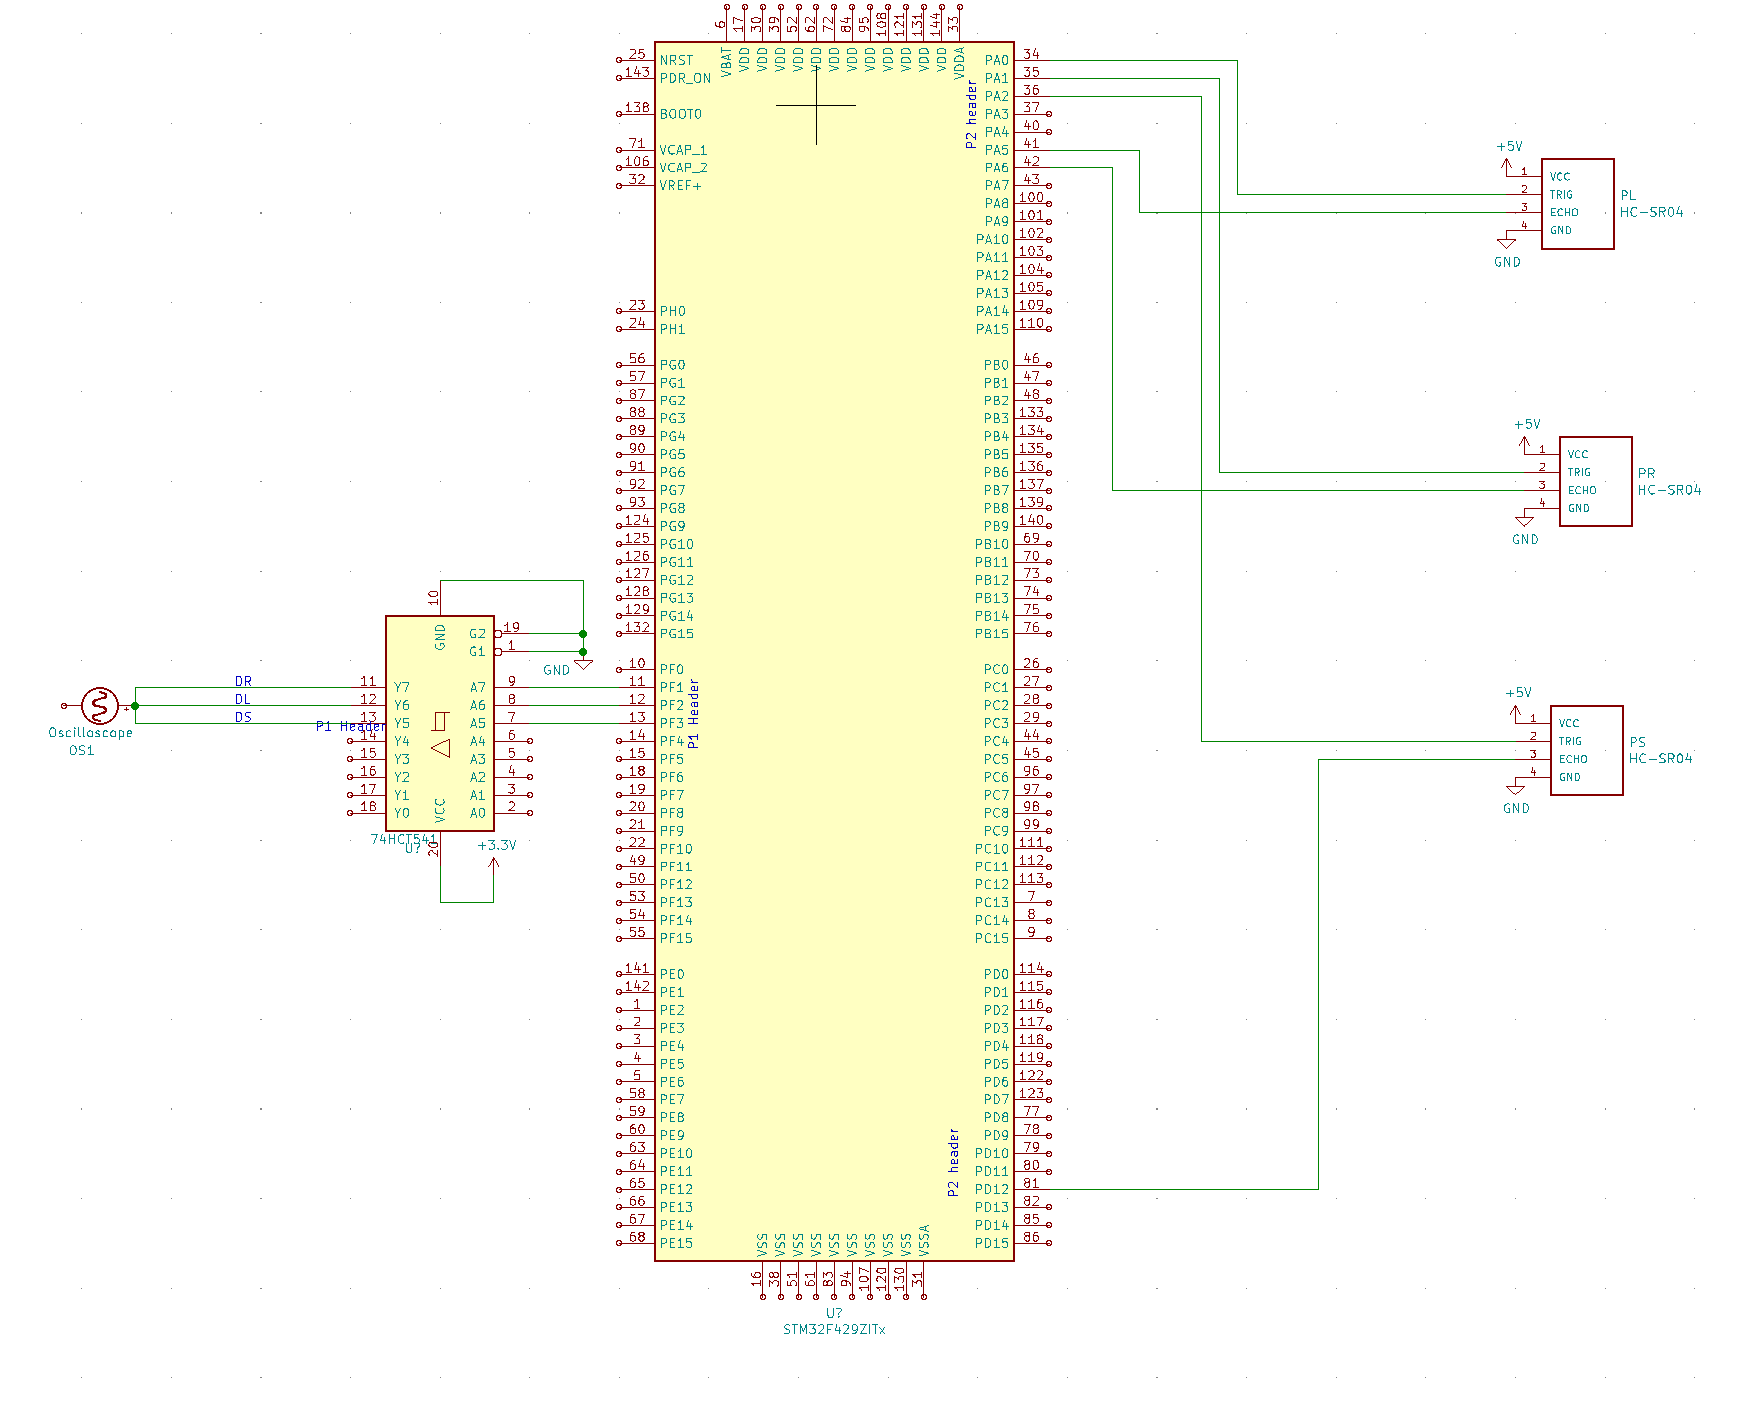 6 17 30 39 52 62 72 84 95 108 121 131 144 33
VBAT VDD VDD VDD VDD VDD VDD VDD VDD VDD VDD VDD VDD VDDA
25 NRST
143 PDR_ON
138 BOOT0
71 VCAP_1
106 VCAP_2
32 VREF+
23 PH0
24 PH1
56 PG0
57 PG1
87 PG2
88 PG3
89 PG4
90 PG5
91 PG6
92 PG7
93 PG8
124 PG9
125 PG10
126 PG11
127 PG12
128 PG13
129 PG14
132 PG15
10 PF0
11 PF1
12 PF2
13 PF3
14 PF4
15 PF5
18 PF6
19 PF7
20 PF8
21 PF9
22 PF10
49 PF11
50 PF12
53 PF13
54 PF14
55 PF15
P1 Header
141 PE0
142 PE1
1 PE2
2 PE3
3 PE4
4 PE5
5 PE6
58 PE7
59 PE8
60 PE9
63 PE10
64 PE11
65 PE12
66 PE13
67 PE14
68 PE15
P2 header
PA0 34
PA1 35
PA2 36
PA3 37
PA4 40
PA5 41
PA6 42
PA7 43
PA8 100
PA9 101
PA10 102
PA11 103
PA12 104
PA13 105
PA14 109
PA15 110
PB0 46
PB1 47
PB2 48
PB3 133
PB4 134
PB5 135
PB6 136
PB7 137
PB8 139
PB9 140
PB10 69
PB11 70
PB12 73
PB13 74
PB14 75
PB15 76
PC0 26
PC1 27
PC2 28
PC3 29
PC4 44
PC5 45
PC6 96
PC7 97
PC8 98
PC9 99
PC10 111
PC11 112
PC12 113
PC13 7
PC14 8
PC15 9
PD0 114
PD1 115
PD2 116
PD3 117
PD4 118
PD5 119
PD6 122
PD7 123
PD8 77
PD9 78
PD10 79
PD11 80
PD12 81
PD13 82
PD14 85
PD15 86
P2 header
VSS VSS VSS VSS VSS VSS VSS VSS VSS VSSA
16 38 51 61 83 94 107 120 130 31
U?
STM32F429ZITx
+5V
1 VCC
2 TRIG
3 ECHO
4 GND
GND
PL
HC-SR04
+5V
1 VCC
2 TRIG
3 ECHO
4 GND
GND
PR
HC-SR04
+5V
1 VCC
2 TRIG
3 ECHO
4 GND
GND
PS
HC-SR04
10
GND
G2 19
G1 1
GND
11 Y7 A7 9
12 Y6 A6 8
13 Y5 A5 7
14 Y4 A4 6
15 Y3 A3 5
16 Y2 A2 4
17 Y1 A1 3
18 Y0 A0 2
VCC
20
74HCT541
U?
+3.3V
DR
DL
DS
P1 Header
+
Oscilloscope
OS1